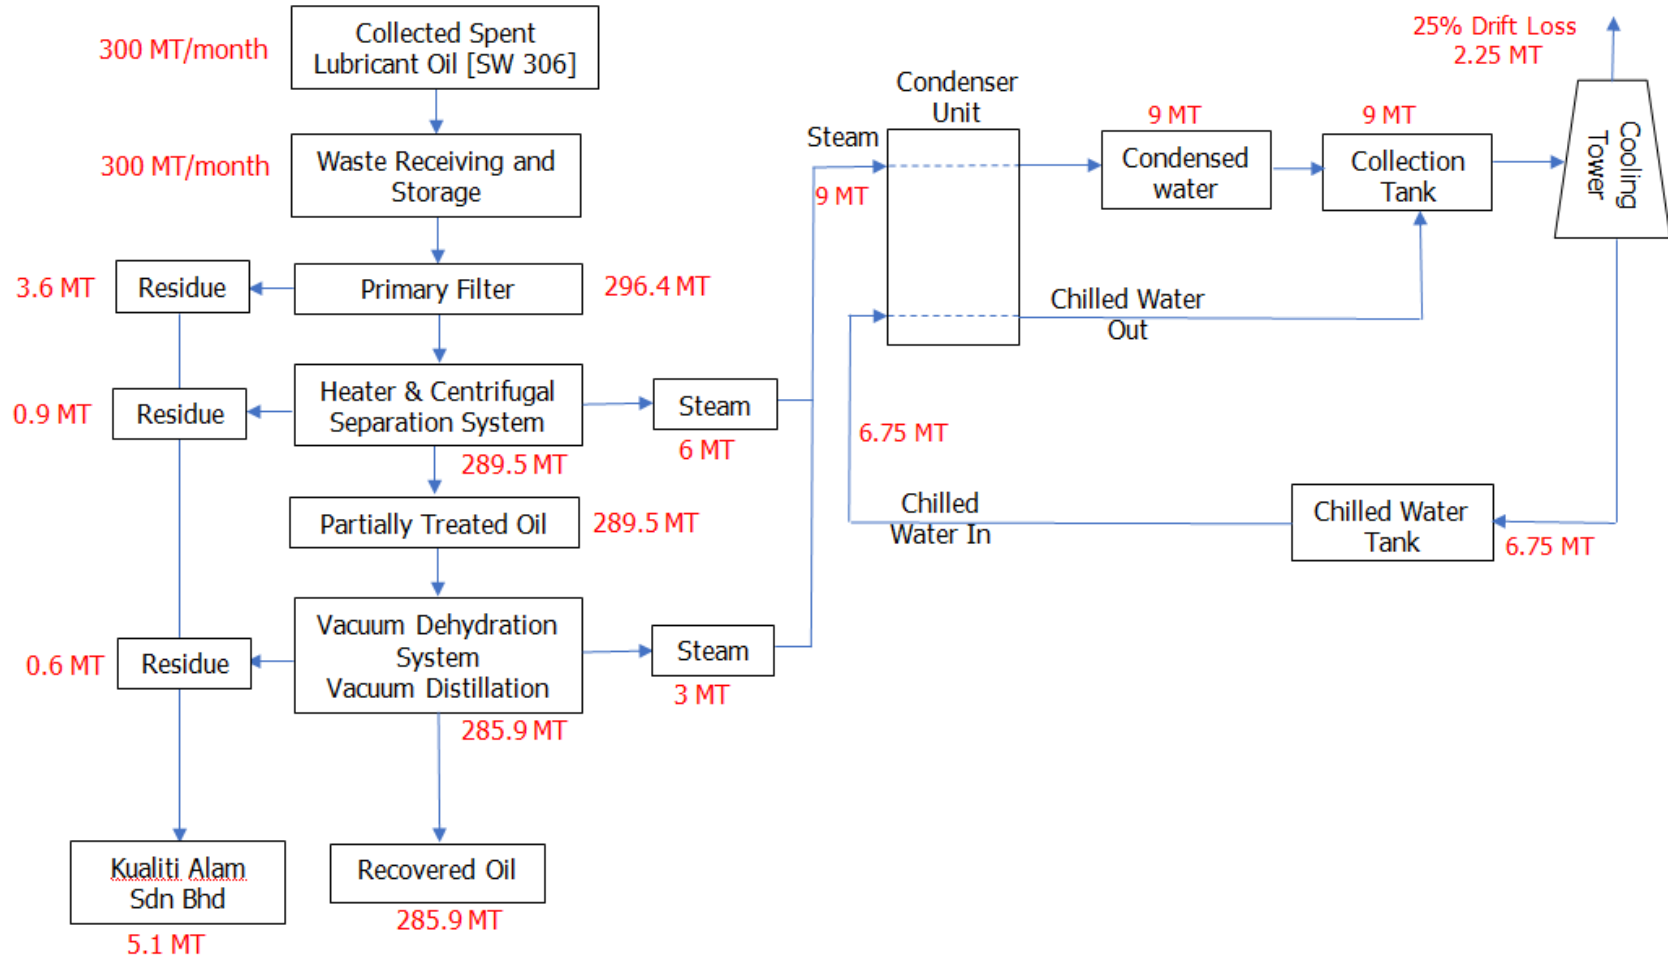 300 MT/month
Collected Spent
Lubricant Oil [SW 306]
300 MT/month
Waste Receiving and
Storage
3.6 MT
Residue
Primary Filter
296.4 MT
0.9 MT
Residue
Heater & Centrifugal
Separation System
289.5 MT
Steam
6 MT
Partially Treated Oil
289.5 MT
0.6 MT
Residue
Vacuum Dehydration
System
Vacuum Distillation
285.9 MT
Steam
3 MT
Kualiti Alam
Sdn Bhd
5.1 MT
Recovered Oil
285.9 MT
Steam
9 MT
Condenser
Unit
9 MT
Condensed
water
9 MT
Collection
Tank
25% Drift Loss
2.25 MT
Cooling
Tower
Chilled Water
Out
6.75 MT
Chilled
Water In
Chilled Water
Tank
6.75 MT